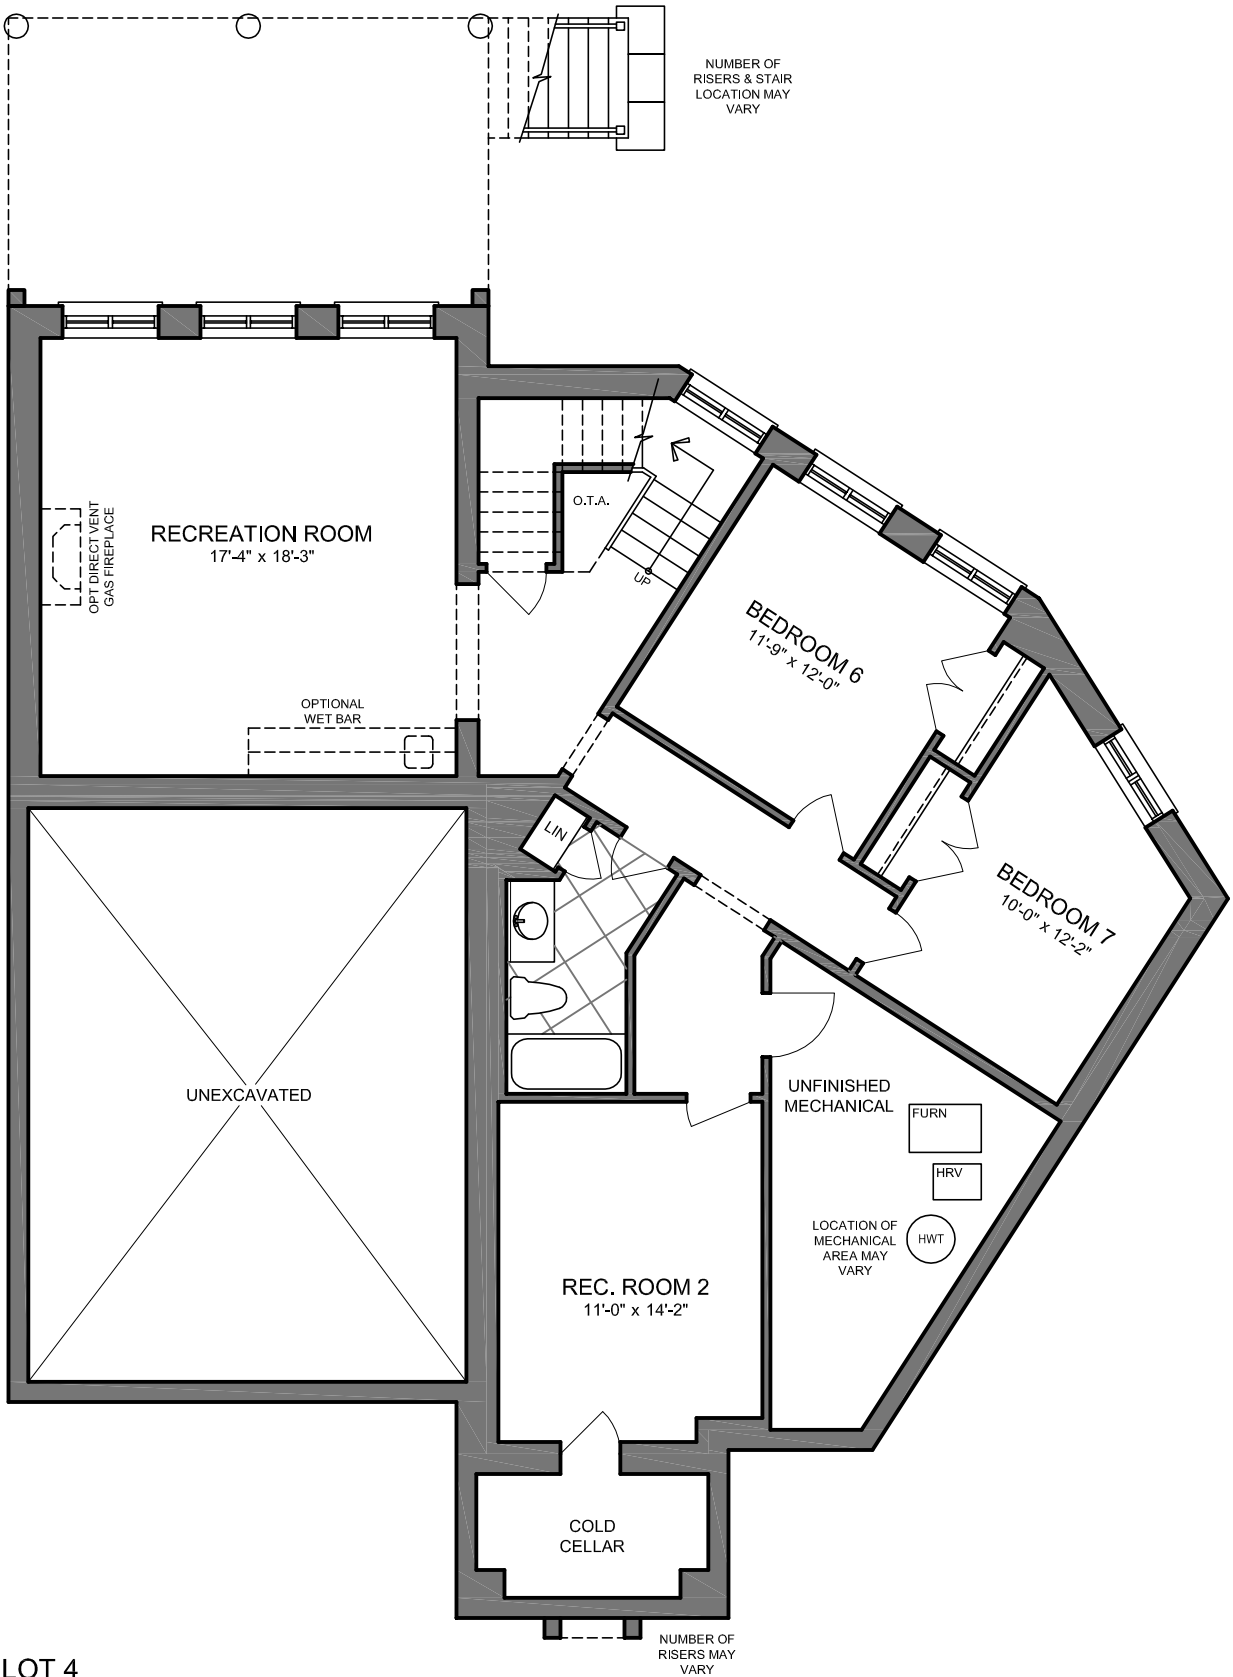 NUMBER OF
RISERS & STAIR
LOCATION MAY
VARY
OPT DIRECT VENT
GAS FIREPLACE
RECREATION ROOM
17'-4" x 18'-3"
O.T.A.
UP
BEDROOM 6
11'-9" x 12'-0"
OPTIONAL
WET BAR
LIN
BEDROOM 7
10'-0" x 12'-2"
UNEXCAVATED
UNFINISHED
MECHANICAL
FURN
HRV
LOCATION OF
MECHANICAL
AREA MAY
VARY
HWT
REC. ROOM 2
11'-0" x 14'-2"
COLD
CELLAR
NUMBER OF
RISERS MAY
VARY
LOT 4